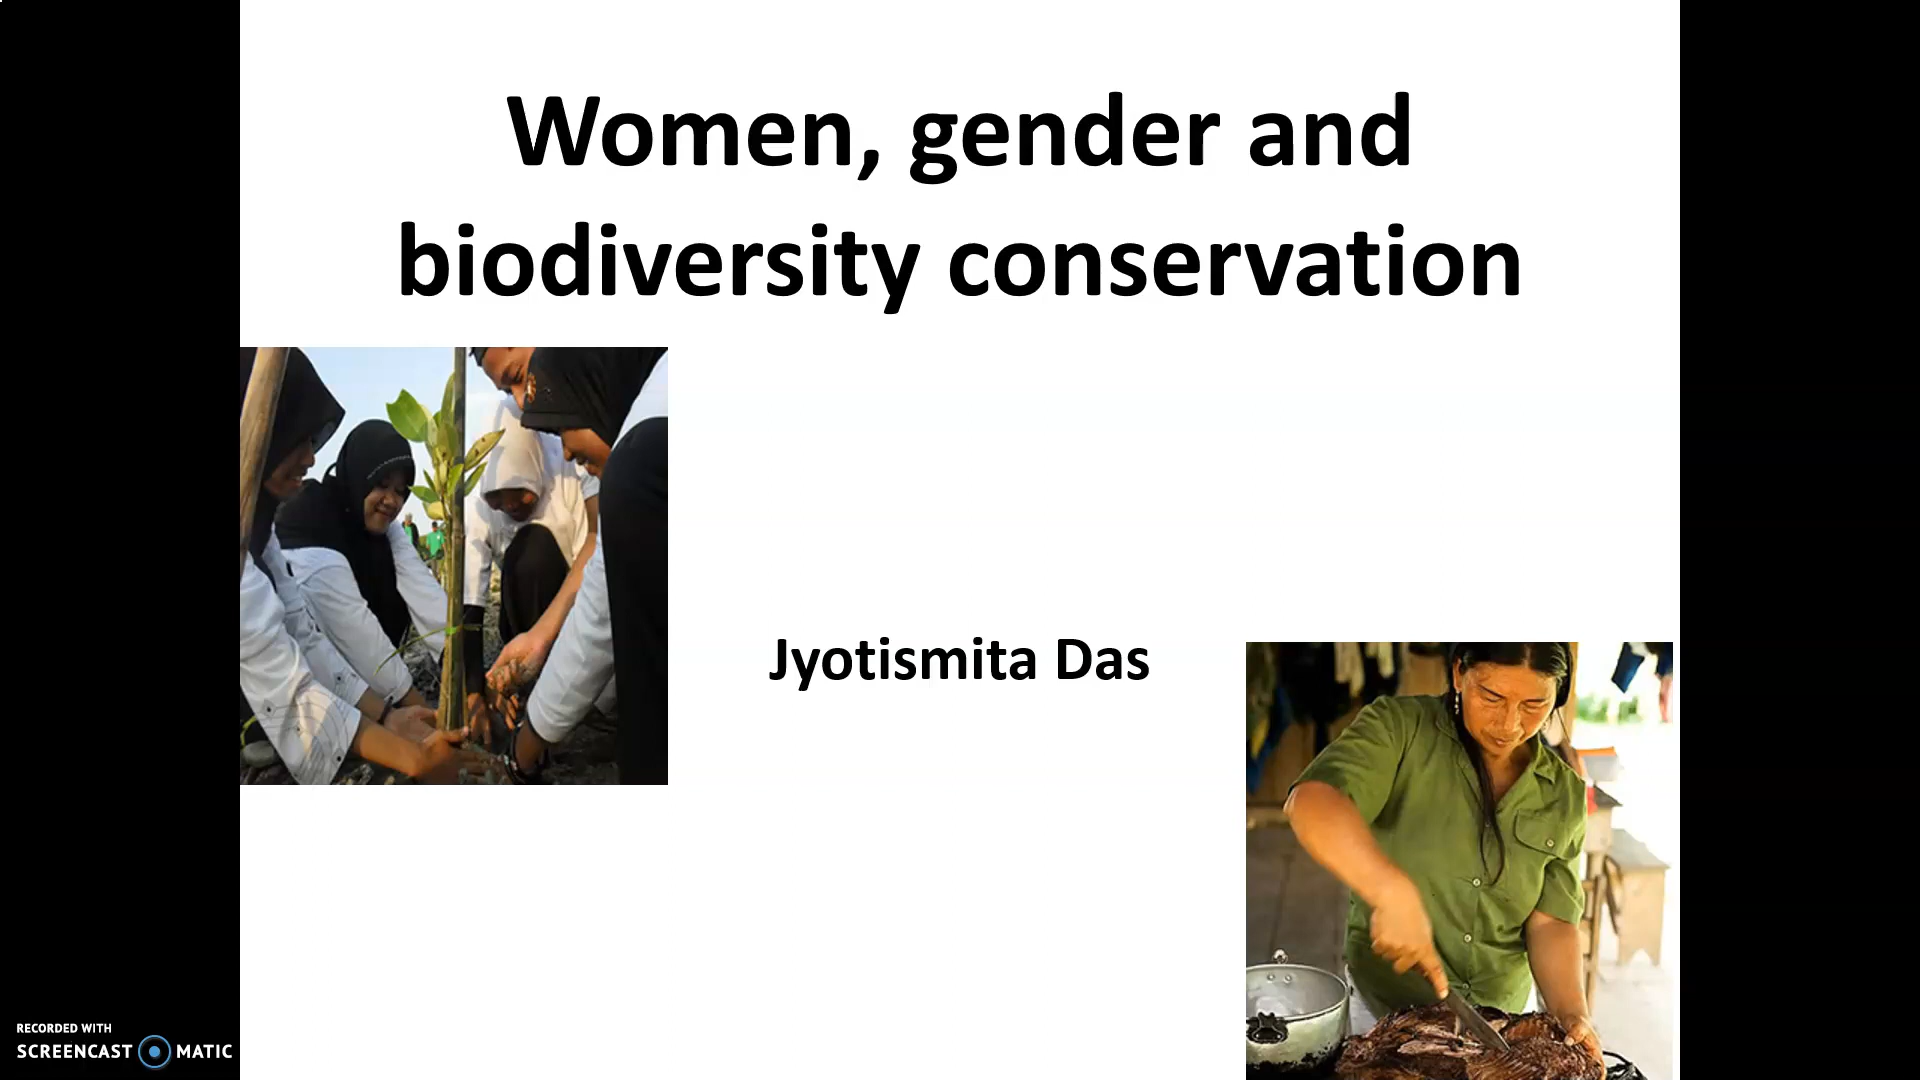 Women, gender and
biodiversity conservation
Jyotismita Das
RECORDED WITH
SCREENCAST MATIC